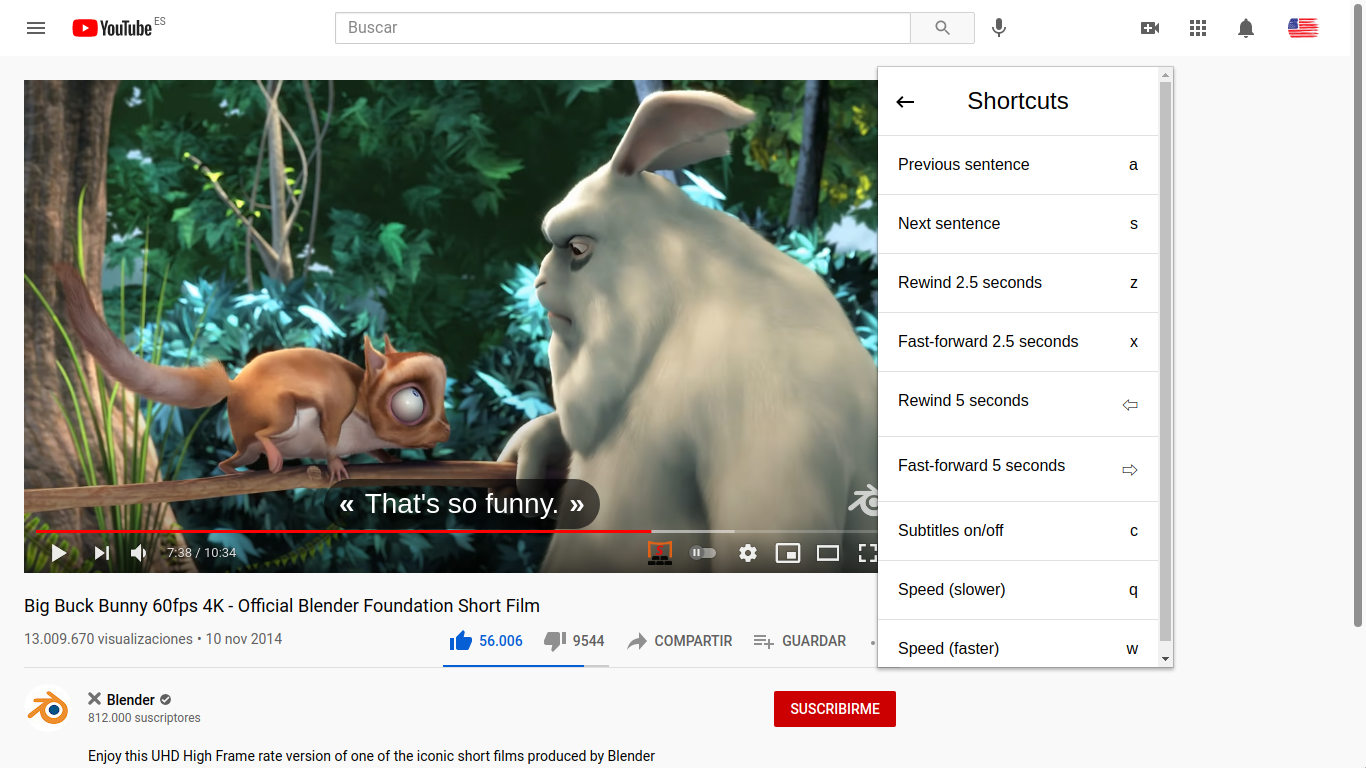 YouTube ES
Buscar
Shortcuts
Previous sentence a
Next sentence s
Rewind 2.5 seconds z
Fast-forward 2.5 seconds x
Rewind 5 seconds ⇦
Fast-forward 5 seconds ⇨
Subtitles on/off c
Speed (slower) q
Speed (faster) w
« That's so funny. »
7:38 / 10:34
Big Buck Bunny 60fps 4K - Official Blender Foundation Short Film
13.009.670 visualizaciones • 10 nov 2014
56.006
9544
COMPARTIR
GUARDAR
Blender
812.000 suscriptores
SUSCRIBIRME
Enjoy this UHD High Frame rate version of one of the iconic short films produced by Blender